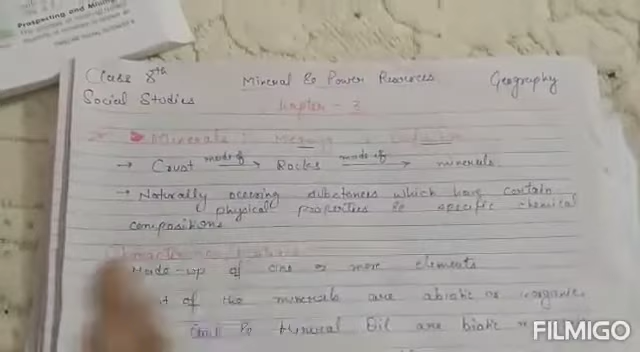 Prospecting and Mining
Class 8th Mineral & Power Resources Geography
Social Studies Chapter - 3
Minerals : Meaning &
→ Crust made of → Rocks made of → minerals.
→ Naturally occuring substances which have certain
physical properties & specific chemical
compositions
Made-up of one or more elements
of the minerals are abiotic or inorganic.
Coal & Mineral Oil are biotic
FILMIGO